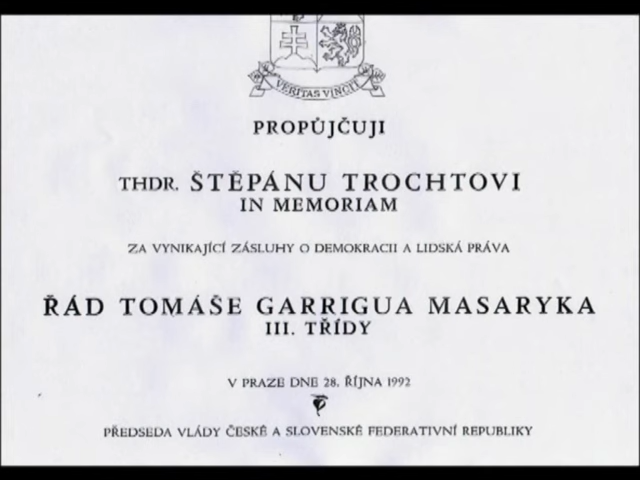 VERITAS VINCIT
PROPŮJČUJI
THDR. ŠTĚPÁNU TROCHTOVI
IN MEMORIAM
ZA VYNIKAJÍCÍ ZÁSLUHY O DEMOKRACII A LIDSKÁ PRÁVA
ŘÁD TOMÁŠE GARRIGUA MASARYKA
III. TŘÍDY
V PRAZE DNE 28. ŘÍJNA 1992
PŘEDSEDA VLÁDY ČESKÉ A SLOVENSKÉ FEDERATIVNÍ REPUBLIKY